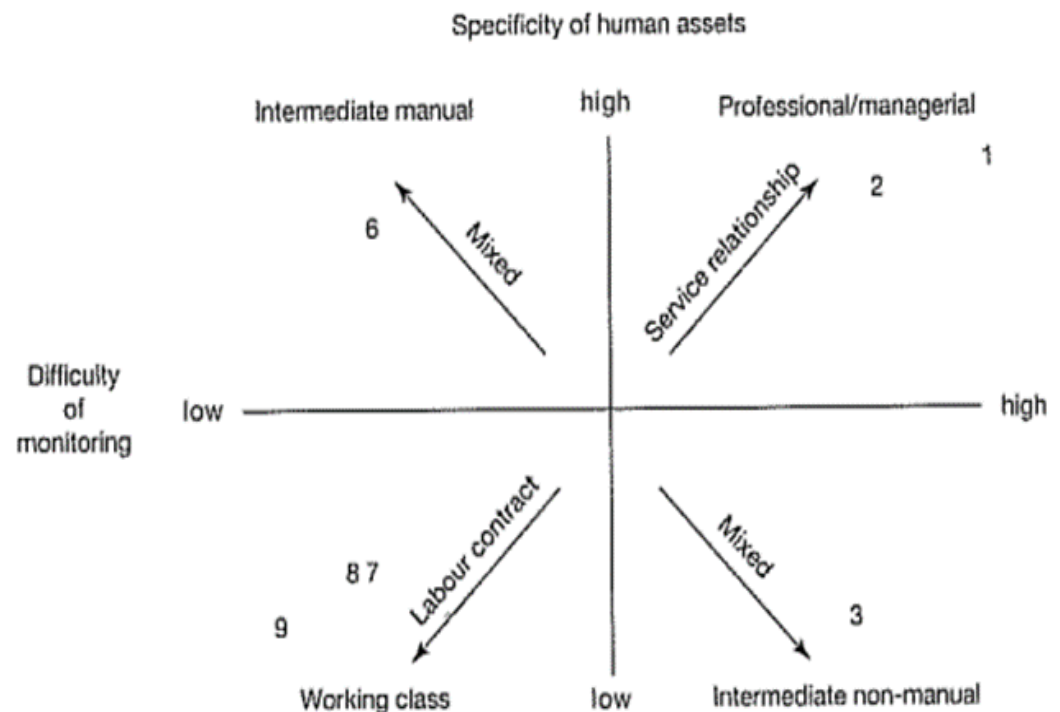 Specificity of human assets
Intermediate manual
high
Professional/managerial
1
2
6
Mixed
Service relationship
Difficulty
of
monitoring
low
high
Labour contract
Mixed
8 7
9
3
Working class
low
Intermediate non-manual